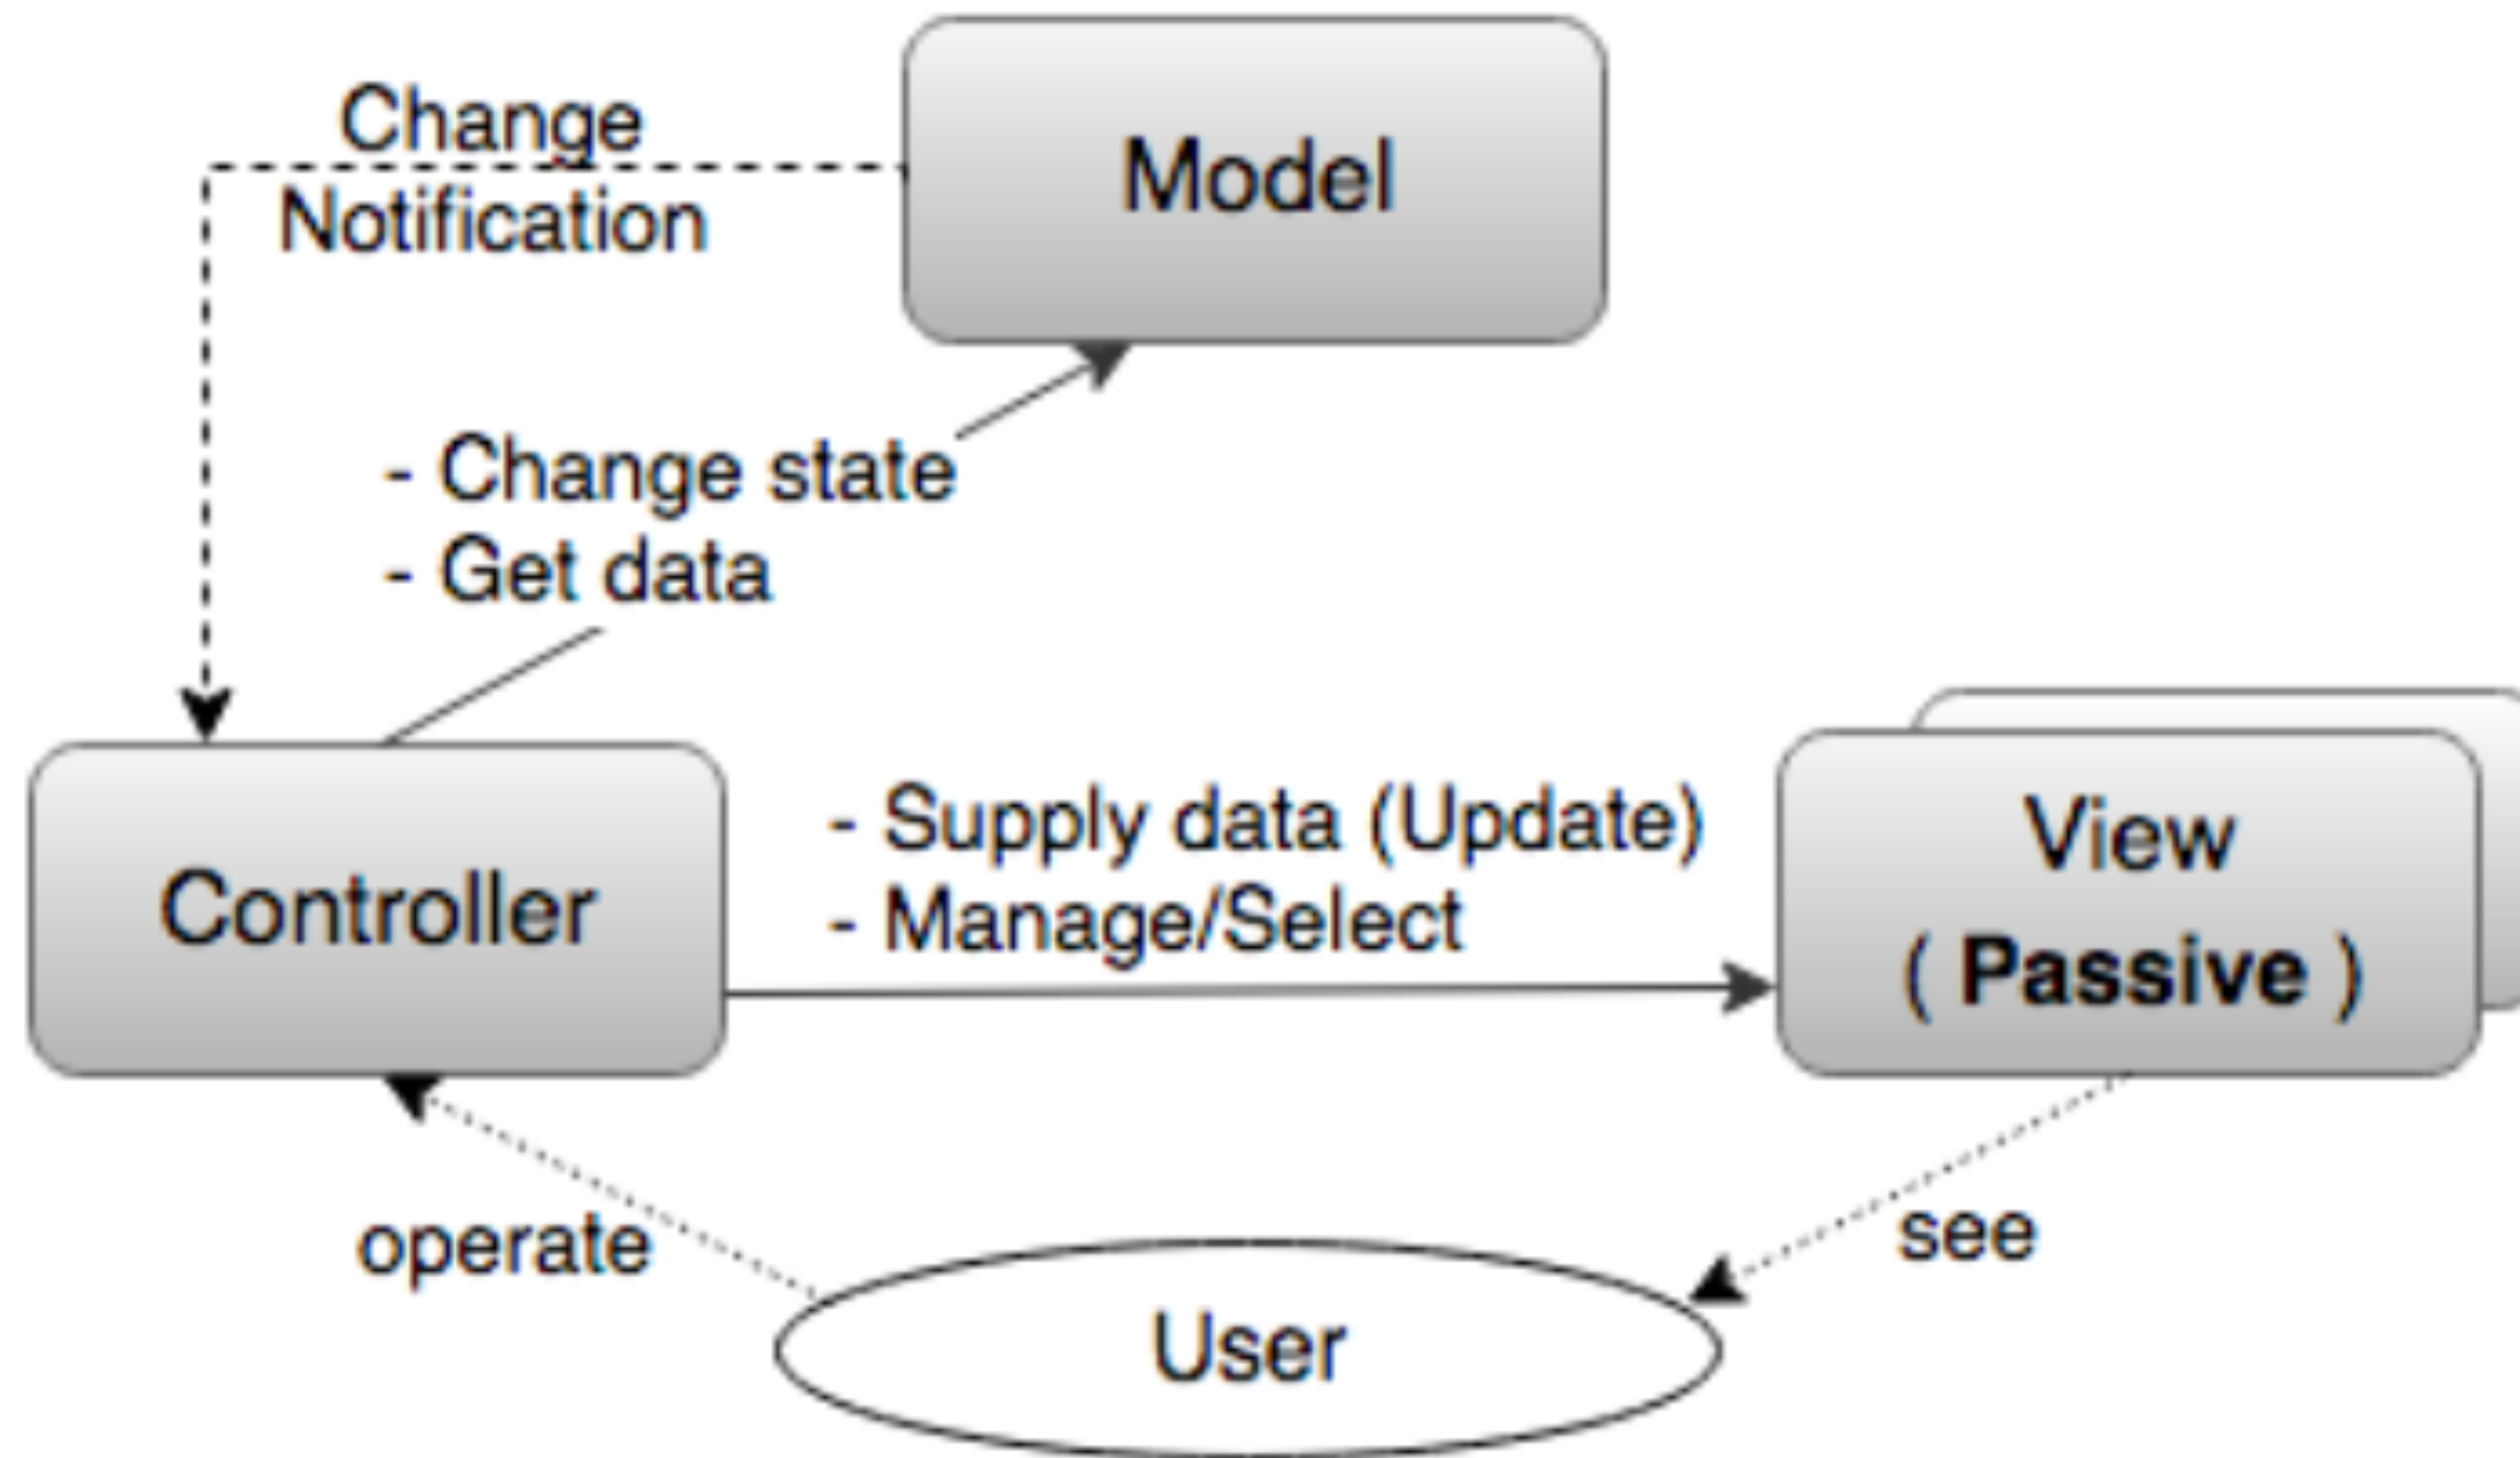 Change
Notification
Model
- Change state
- Get data
Controller
- Supply data (Update)
- Manage/Select
View
( Passive )
operate
see
User